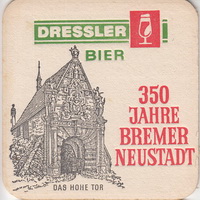 DRESSLER
BIER
350
JAHRE
BREMER
NEUSTADT
DAS HOHE TOR